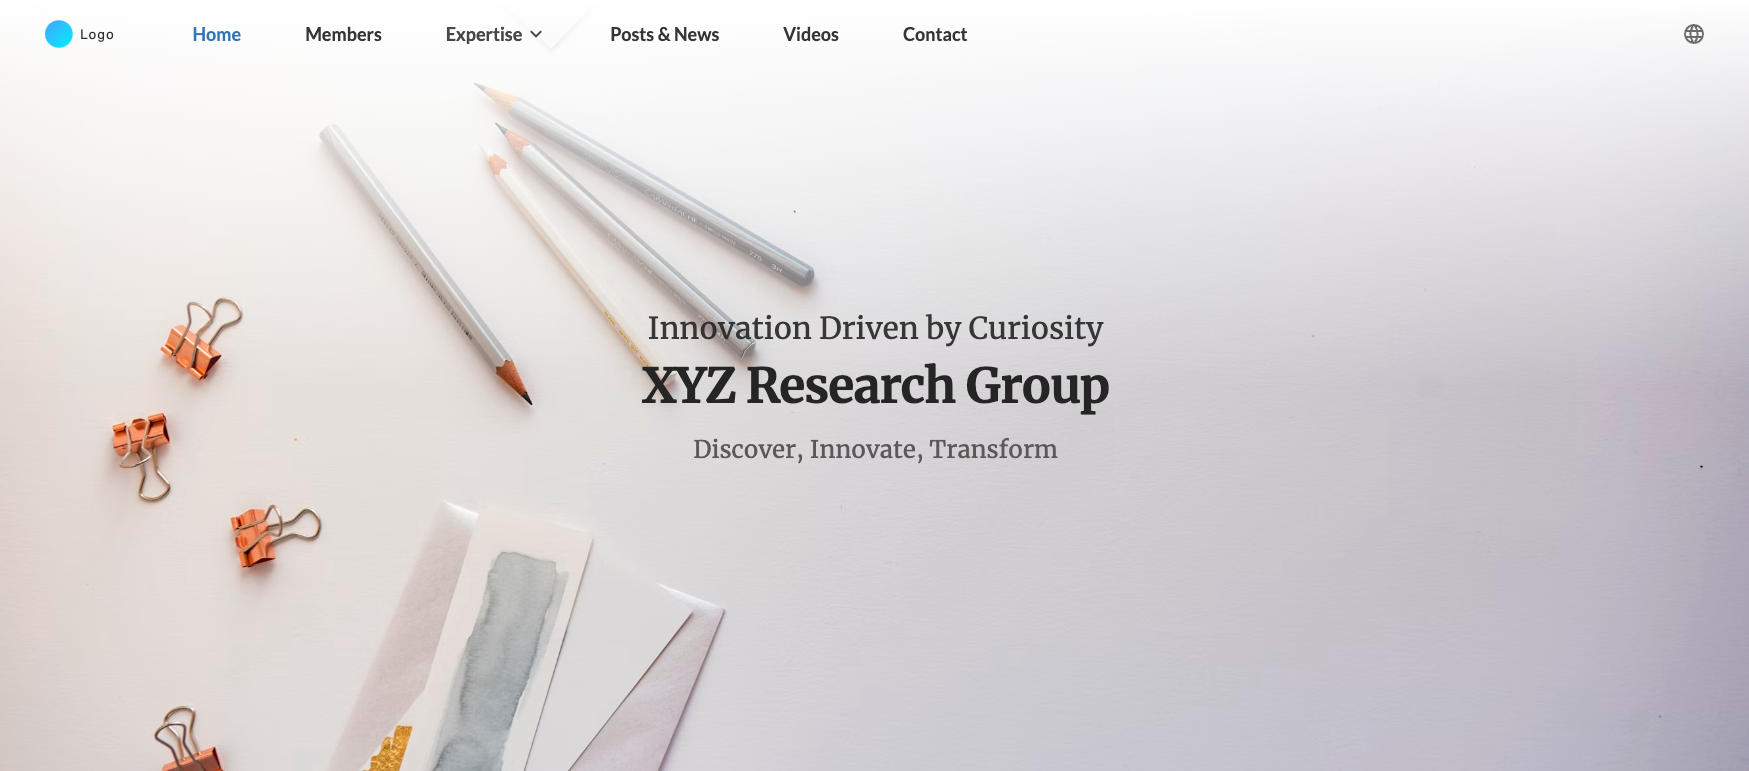 Logo
Home Members Expertise Posts & News Videos Contact
Innovation Driven by Curiosity
XYZ Research Group
Discover, Innovate, Transform